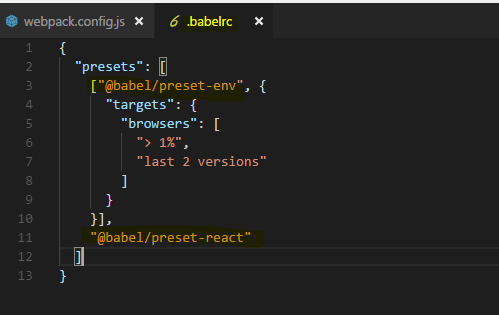 webpack.config.js × .babelrc ×
1 {
2   "presets": [
3     ["@babel/preset-env", {
4       "targets": {
5         "browsers": [
6           "> 1%",
7           "last 2 versions"
8         ]
9       }
10     }],
11     "@babel/preset-react"
12   ]
13 }